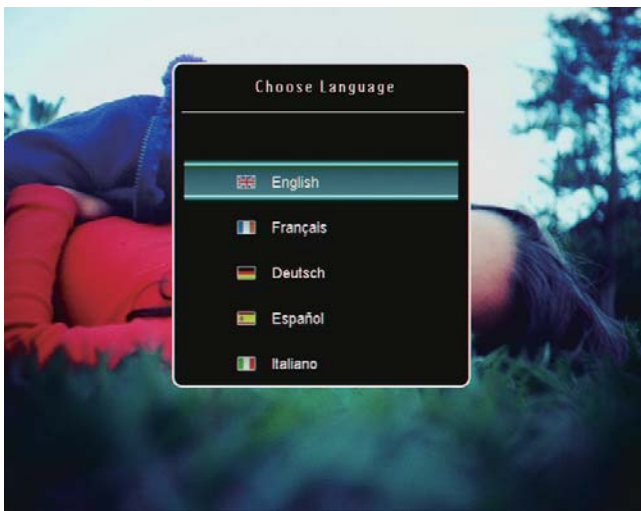 Choose Language
English
Français
Deutsch
Español
Italiano